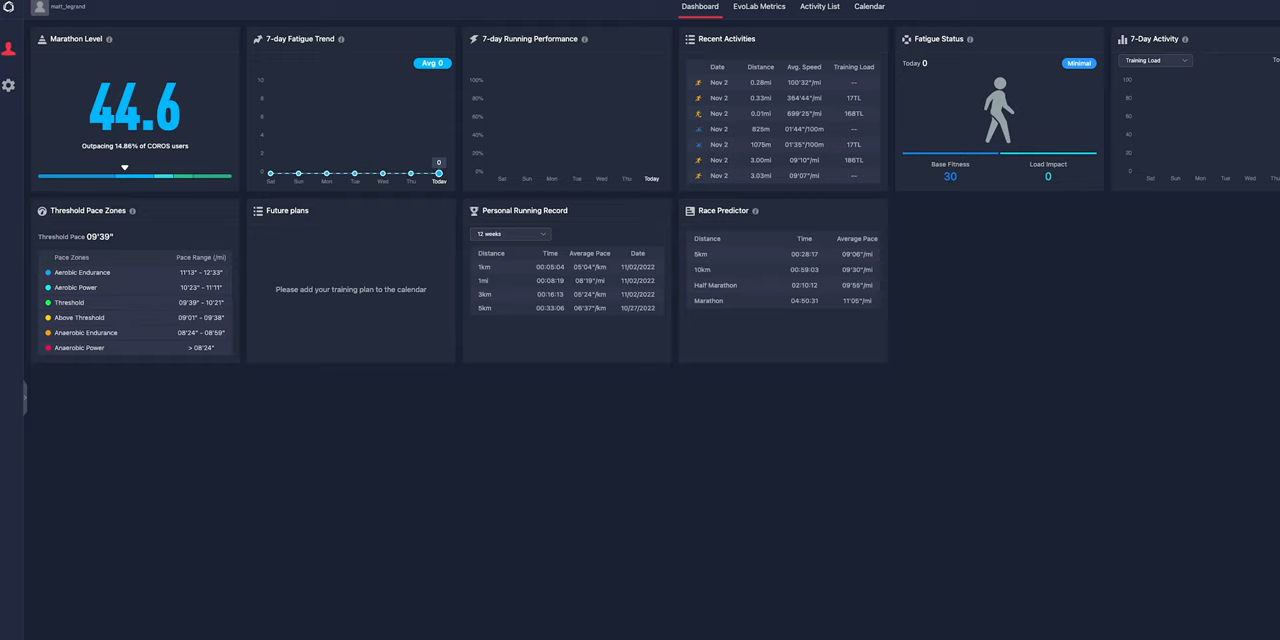 matt_legrand
Dashboard EvoLab Metrics Activity List Calendar
Marathon Level
44.6
Outpacing 14.86% of COROS users
7-day Fatigue Trend
Avg 0
10
8
6
4
2
0
0
Sat Sun Mon Tue Wed Thu Today
7-day Running Performance
100%
80%
60%
40%
20%
0%
Sat Sun Mon Tue Wed Thu Today
Recent Activities
Date Distance Avg. Speed Training Load
Nov 2 0.28mi 100'32"/mi --
Nov 2 0.33mi 364'44"/mi 17TL
Nov 2 0.01mi 699'25"/mi 168TL
Nov 2 825m 01'44"/100m --
Nov 2 1075m 01'35"/100m 17TL
Nov 2 3.00mi 09'10"/mi 186TL
Nov 2 3.03mi 09'07"/mi --
Fatigue Status
Today 0 Minimal
Base Fitness Load Impact
30 0
7-Day Activity
Training Load To
100
80
60
40
20
0
Sat Sun Mon Tue Wed Thu
Threshold Pace Zones
Threshold Pace 09'39"
Pace Zones Pace Range (/mi)
Aerobic Endurance 11'13" - 12'33"
Aerobic Power 10'23" - 11'11"
Threshold 09'39" - 10'21"
Above Threshold 09'01" - 09'38"
Anaerobic Endurance 08'24" - 08'59"
Anaerobic Power > 08'24"
Future plans
Please add your training plan to the calendar
Personal Running Record
12 weeks
Distance Time Average Pace Date
1km 00:05:04 05'04"/km 11/02/2022
1mi 00:08:19 08'19"/mi 11/02/2022
3km 00:16:13 05'24"/km 11/02/2022
5km 00:33:06 06'37"/km 10/27/2022
Race Predictor
Distance Time Average Pace
5km 00:28:17 09'06"/mi
10km 00:59:03 09'30"/mi
Half Marathon 02:10:12 09'55"/mi
Marathon 04:50:31 11'05"/mi